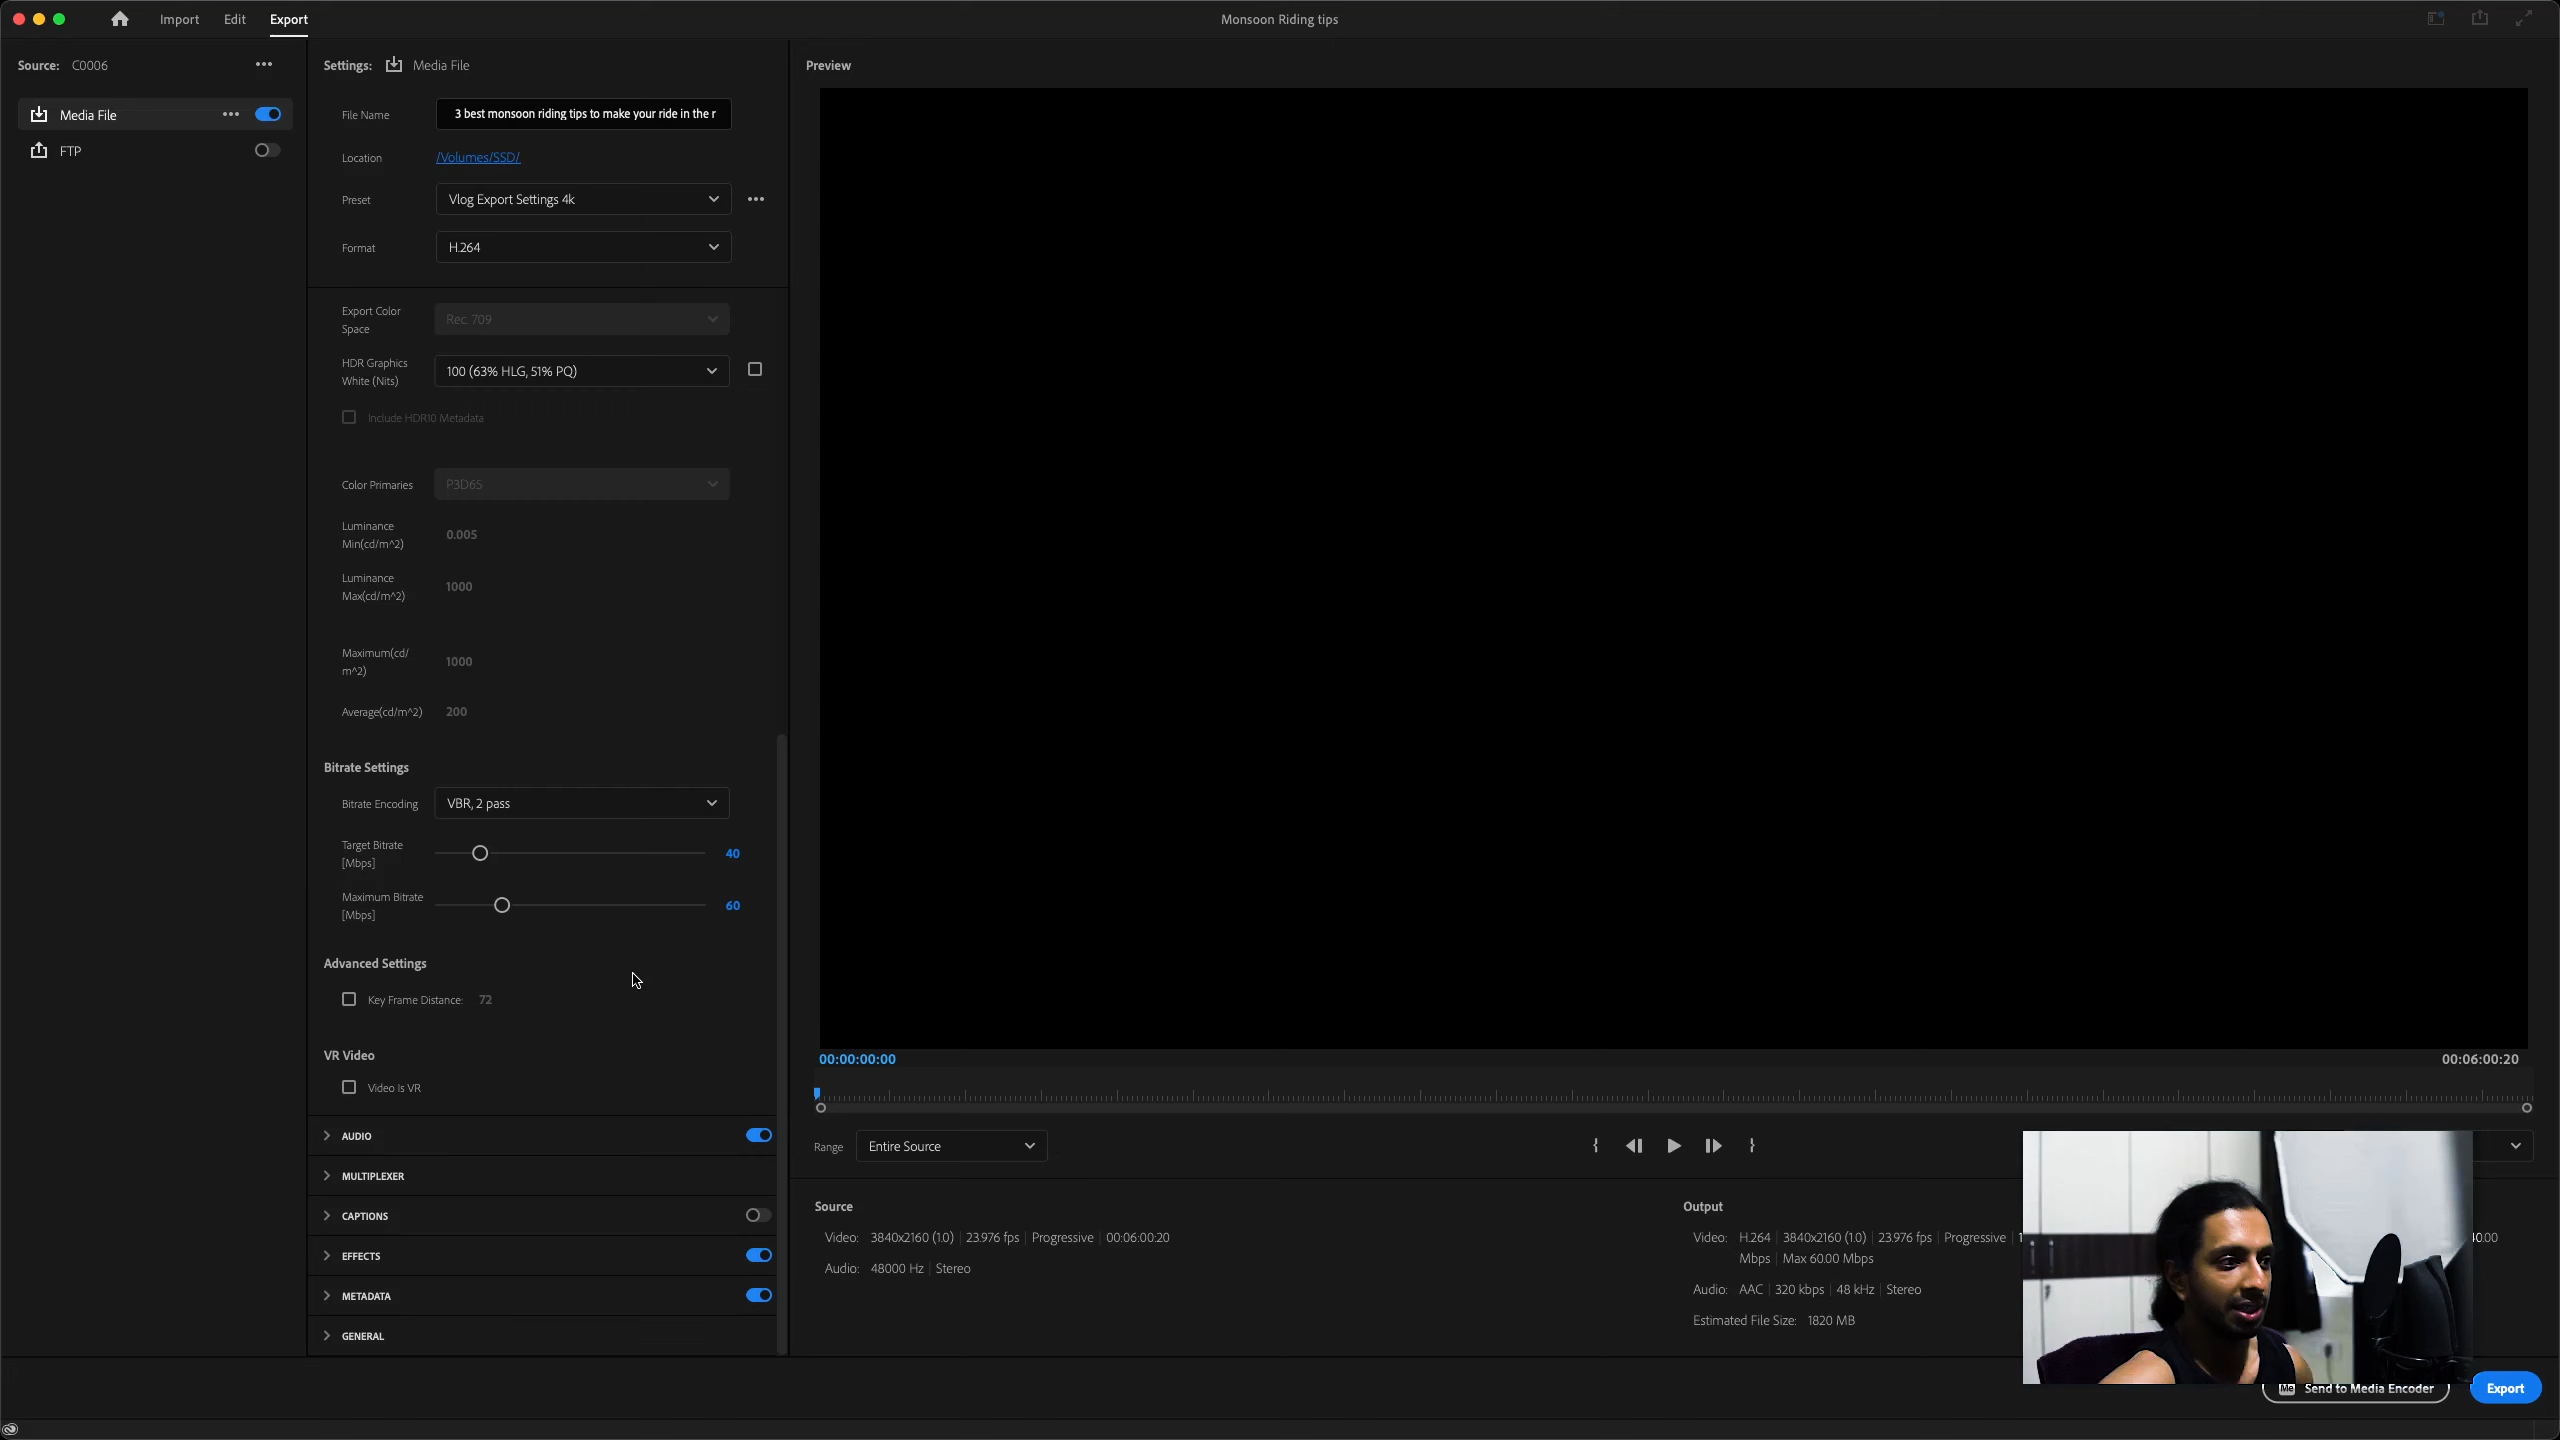 Import Edit Export
Monsoon Riding tips
Source: C0006
Media File
FTP
Settings: Media File
File Name 3 best monsoon riding tips to make your ride in the r
Location /Volumes/SSD/
Preset Vlog Export Settings 4k
Format H.264
Export Color
Space
Rec. 709
HDR Graphics
White (Nits)
100 (63% HLG, 51% PQ)
Include HDR10 Metadata
Color Primaries P3D65
Luminance
Min(cd/m^2)
0.005
Luminance
Max(cd/m^2)
1000
Maximum(cd/
m^2)
1000
Average(cd/m^2) 200
Bitrate Settings
Bitrate Encoding VBR, 2 pass
Target Bitrate
[Mbps]
40
Maximum Bitrate
[Mbps]
60
Advanced Settings
Key Frame Distance: 72
VR Video
Video Is VR
AUDIO
MULTIPLEXER
CAPTIONS
EFFECTS
METADATA
GENERAL
Preview
00:00:00:00
00:06:00:20
Range Entire Source
Source
Video: 3840x2160 (1.0) | 23.976 fps | Progressive | 00:06:00:20
Audio: 48000 Hz | Stereo
Output
Video: H.264 | 3840x2160 (1.0) | 23.976 fps | Progressive |
Mbps | Max 60.00 Mbps
Audio: AAC | 320 kbps | 48 kHz | Stereo
Estimated File Size: 1820 MB
Me Send to Media Encoder
Export